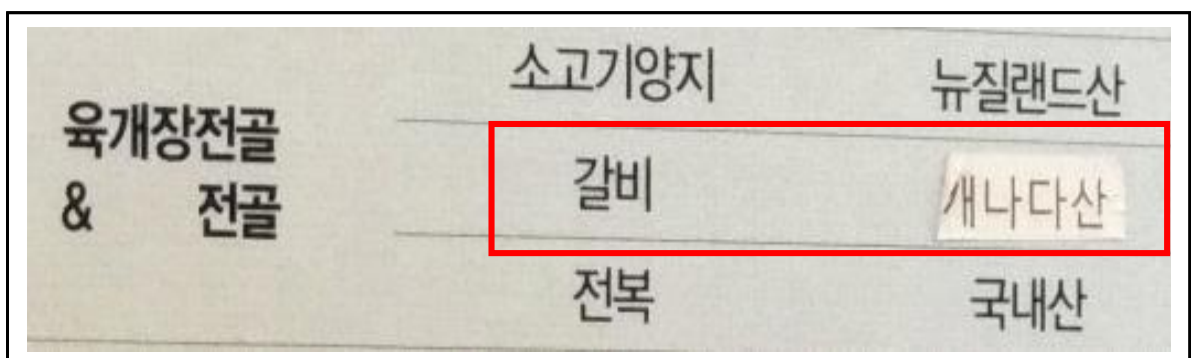 소고기양지 뉴질랜드산
육개장전골
& 전골
갈비 캐나다산
전복 국내산